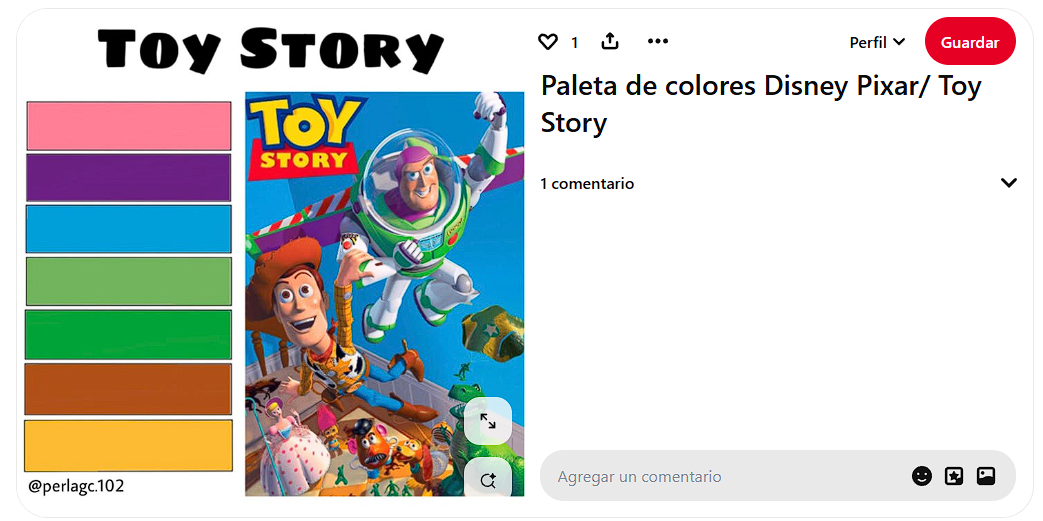 Toy Story
TOY
STORY
@perlagc.102
1
Perfil
Guardar
Paleta de colores Disney Pixar/ Toy
Story
1 comentario
Agregar un comentario